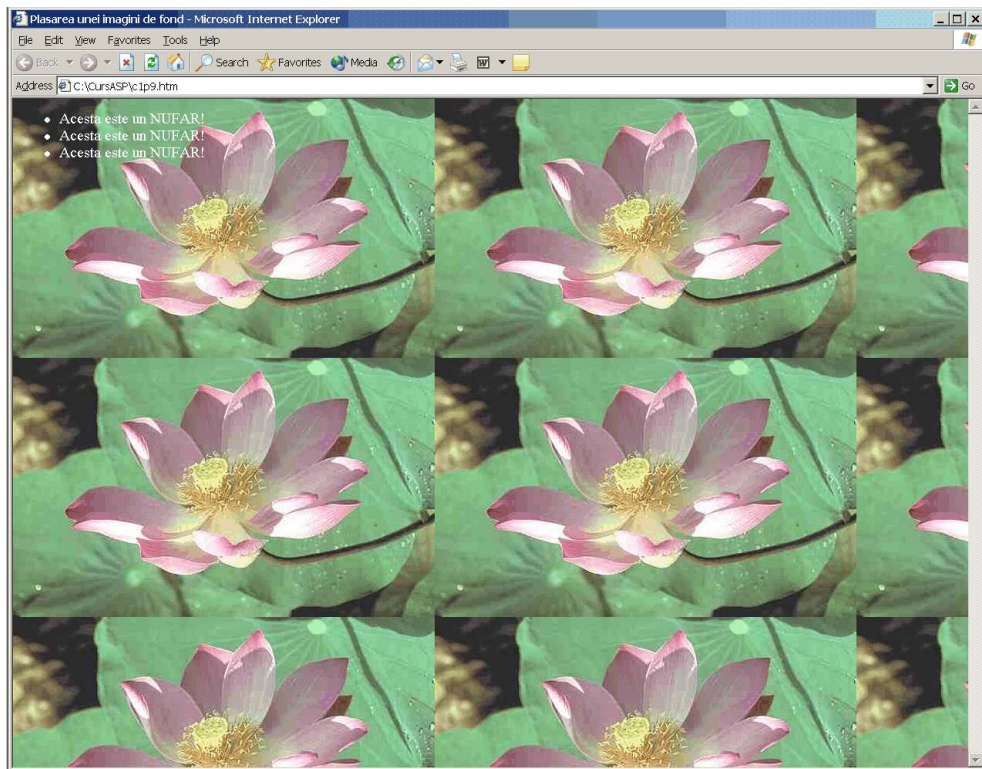 Plasarea unei imagini de fond - Microsoft Internet Explorer
File Edit View Favorites Tools Help
Back Search Favorites Media W
Address C:\CursASP\c1p9.htm Go
Acesta este un NUFAR!
Acesta este un NUFAR!
Acesta este un NUFAR!